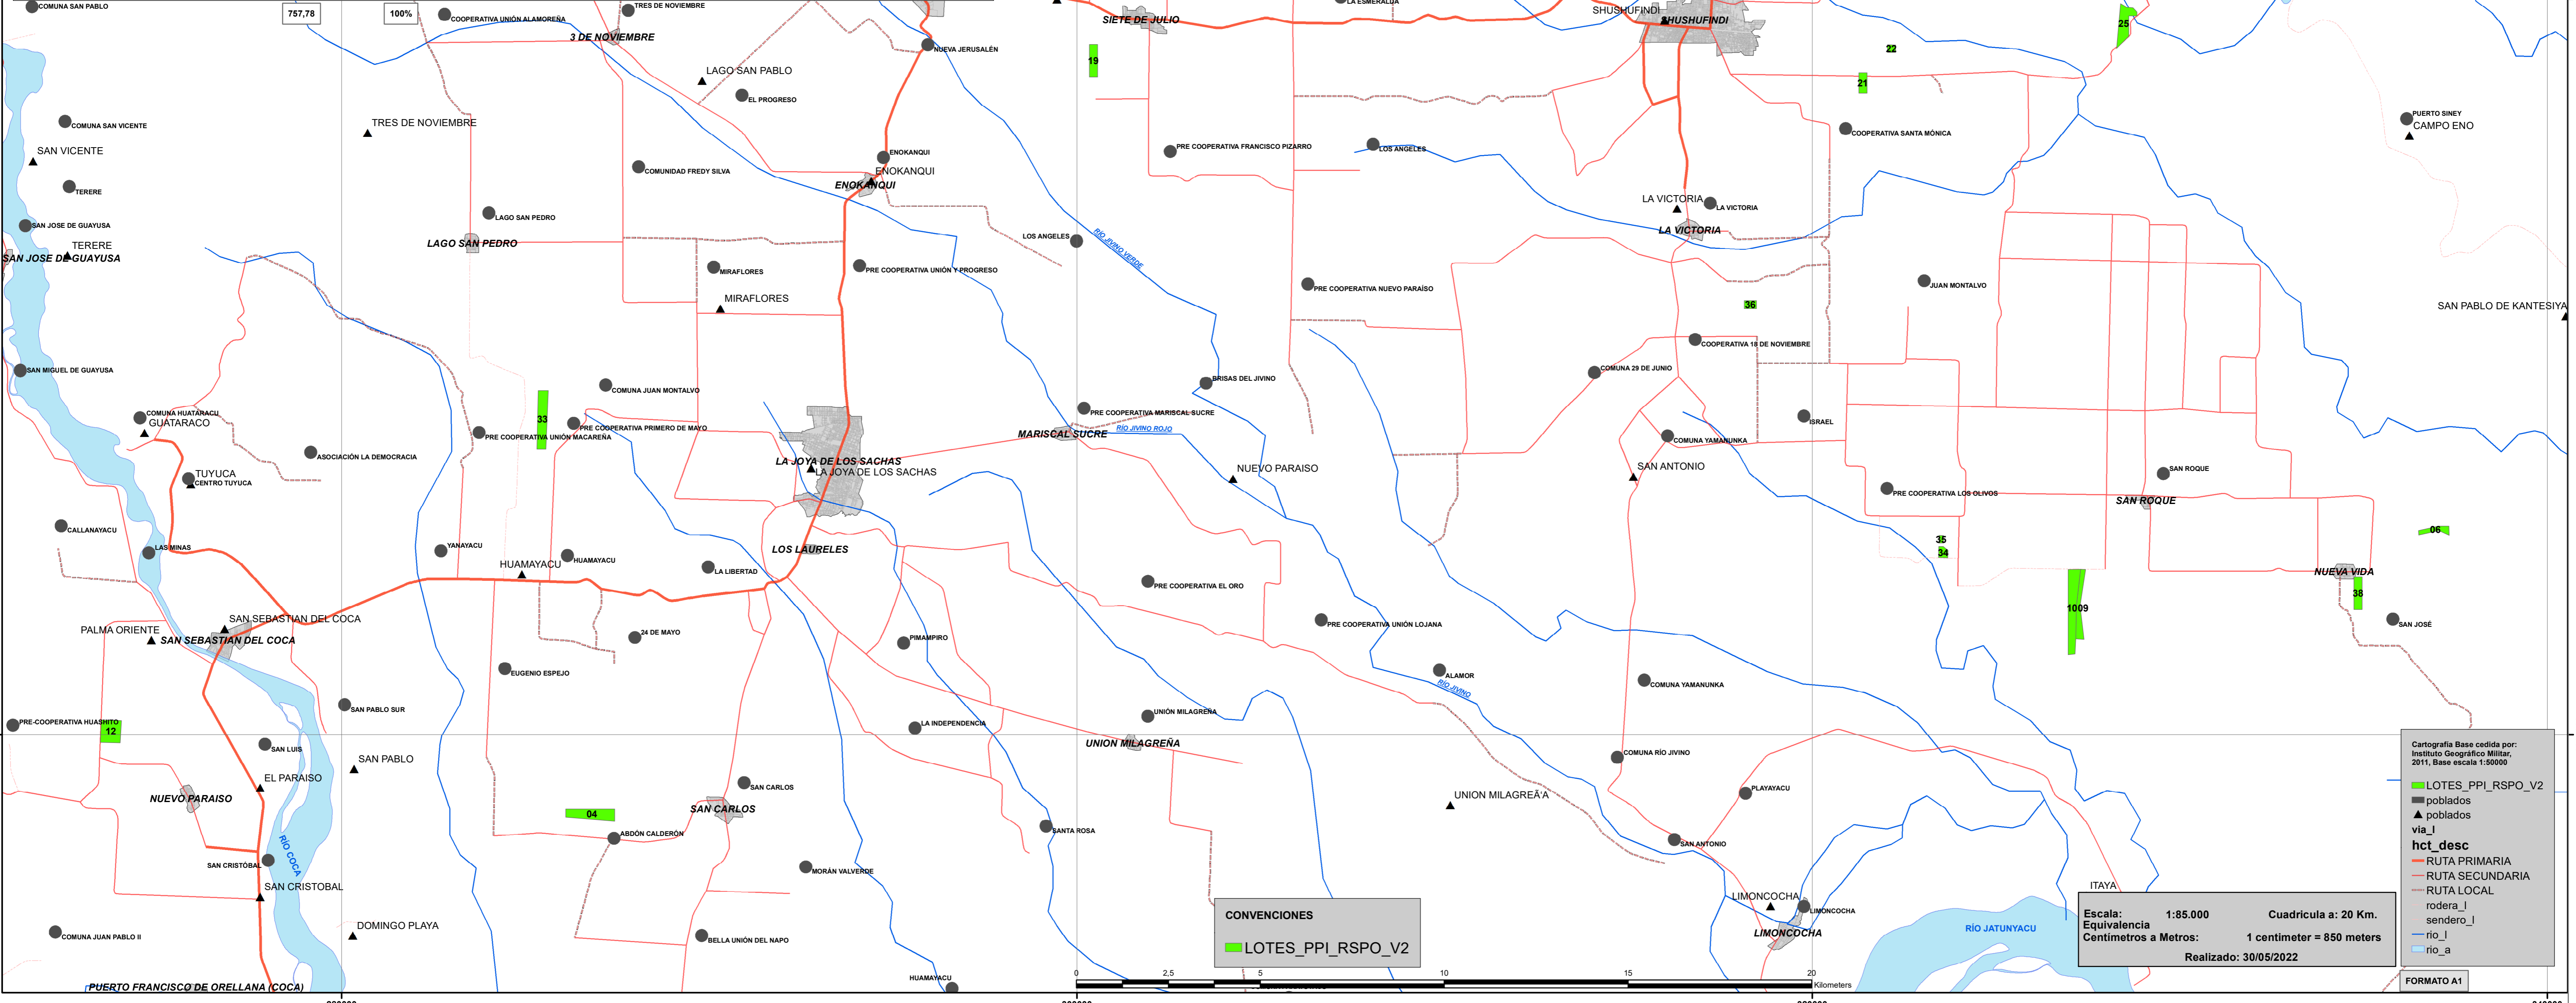 COMUNA SAN PABLO
757,78
100%
COOPERATIVA UNIÓN ALAMOREÑA
TRES DE NOVIEMBRE
3 DE NOVIEMBRE
NUEVA JERUSALÉN
SIETE DE JULIO
LA ESMERALDA
SHUSHUFINDI
SHUSHUFINDI
25
22
19
21
LAGO SAN PABLO
EL PROGRESO
COMUNA SAN VICENTE
TRES DE NOVIEMBRE
SAN VICENTE
PUERTO SINEY
CAMPO ENO
COOPERATIVA SANTA MÓNICA
PRE COOPERATIVA FRANCISCO PIZARRO
LOS ANGELES
ENOKANQUI
ENOKANQUI
ENOKANQUI
COMUNIDAD FREDY SILVA
TERERE
LAGO SAN PEDRO
LAGO SAN PEDRO
SAN JOSE DE GUAYUSA
TERERE
SAN JOSE DE GUAYUSA
LA VICTORIA
LA VICTORIA
LA VICTORIA
LOS ANGELES
RÍO JIVINO VERDE
MIRAFLORES
PRE COOPERATIVA UNIÓN Y PROGRESO
MIRAFLORES
PRE COOPERATIVA NUEVO PARAÍSO
JUAN MONTALVO
36
SAN PABLO DE KANTESIYA
COOPERATIVA 18 DE NOVIEMBRE
SAN MIGUEL DE GUAYUSA
COMUNA 29 DE JUNIO
BRISAS DEL JIVINO
COMUNA JUAN MONTALVO
33
COMUNA HUATARACU
GUATARACO
PRE COOPERATIVA PRIMERO DE MAYO
PRE COOPERATIVA UNIÓN MACAREÑA
PRE COOPERATIVA MARISCAL SUCRE
MARISCAL SUCRE
RÍO JIVINO ROJO
ISRAEL
COMUNA YAMANUNKA
ASOCIACIÓN LA DEMOCRACIA
LA JOYA DE LOS SACHAS
LA JOYA DE LOS SACHAS
NUEVO PARAISO
SAN ANTONIO
SAN ROQUE
TUYUCA
CENTRO TUYUCA
PRE COOPERATIVA LOS OLIVOS
SAN ROQUE
CALLANAYACU
06
35
34
LAS MINAS
YANAYACU
LOS LAURELES
HUAMAYACU
HUAMAYACU
LA LIBERTAD
NUEVA VIDA
PRE COOPERATIVA EL ORO
38
1009
SAN SEBASTIAN DEL COCA
PALMA ORIENTE
SAN SEBASTIAN DEL COCA
24 DE MAYO
PIMAMPIRO
PRE COOPERATIVA UNIÓN LOJANA
SAN JOSÉ
EUGENIO ESPEJO
ALAMOR
RÍO JIVINO
COMUNA YAMANUNKA
SAN PABLO SUR
UNIÓN MILAGREÑA
PRE-COOPERATIVA HUASHITO
12
LA INDEPENDENCIA
UNION MILAGREÑA
SAN LUIS
SAN PABLO
COMUNA RÍO JIVINO
EL PARAISO
NUEVO PARAISO
SAN CARLOS
SAN CARLOS
UNION MILAGREÃ'A
PLAYAYACU
04
ABDÓN CALDERÓN
SANTA ROSA
SAN ANTONIO
RÍO COCA
SAN CRISTÓBAL
MORÁN VALVERDE
SAN CRISTOBAL
ITAYA
LIMONCOCHA
LIMONCOCHA
LIMONCOCHA
RÍO JATUNYACU
DOMINGO PLAYA
COMUNA JUAN PABLO II
BELLA UNIÓN DEL NAPO
HUAMAYACU
PUERTO FRANCISCO DE ORELLANA (COCA)
CONVENCIONES
LOTES_PPI_RSPO_V2
0 2,5 5 10 15 20
Kilometers
Cartografía Base cedida por:
Instituto Geográfico Militar,
2011, Base escala 1:50000
LOTES_PPI_RSPO_V2
poblados
poblados
via_l
hct_desc
RUTA PRIMARIA
RUTA SECUNDARIA
RUTA LOCAL
rodera_l
sendero_l
rio_l
rio_a
Escala: 1:85.000 Cuadricula a: 20 Km.
Equivalencia
Centímetros a Metros: 1 centimeter = 850 meters
Realizado: 30/05/2022
FORMATO A1